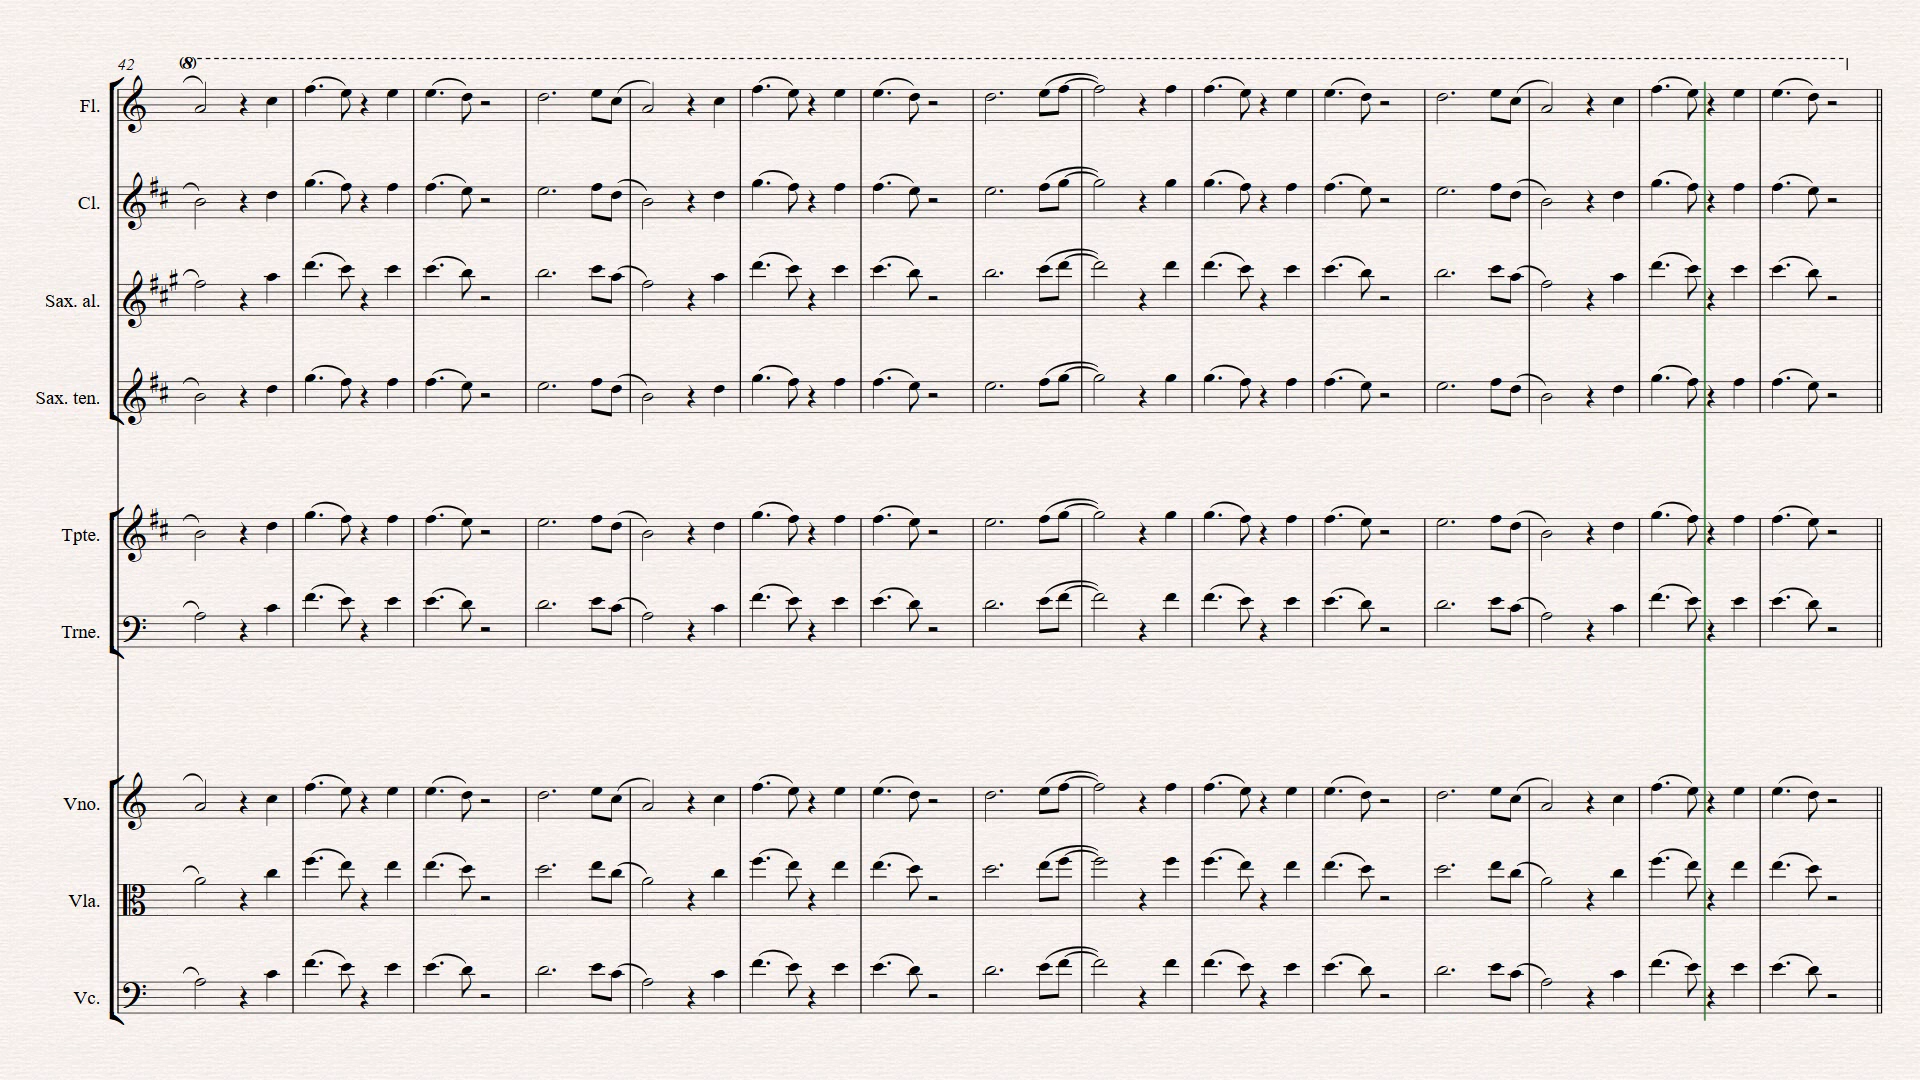 42
(8)
Fl.
Cl.
Sax. al.
Sax. ten.
Tpte.
Trne.
Vno.
Vla.
Vc.